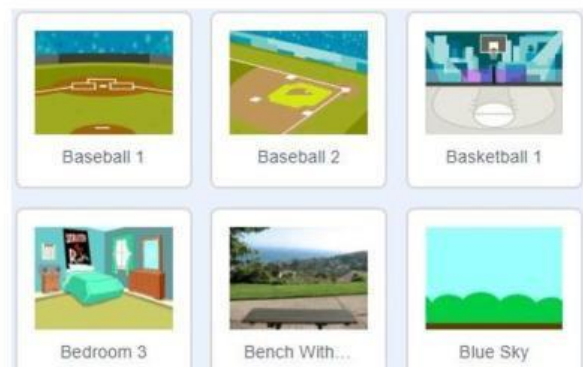 Baseball 1
Baseball 2
Basketball 1
Bedroom 3
Bench With...
Blue Sky